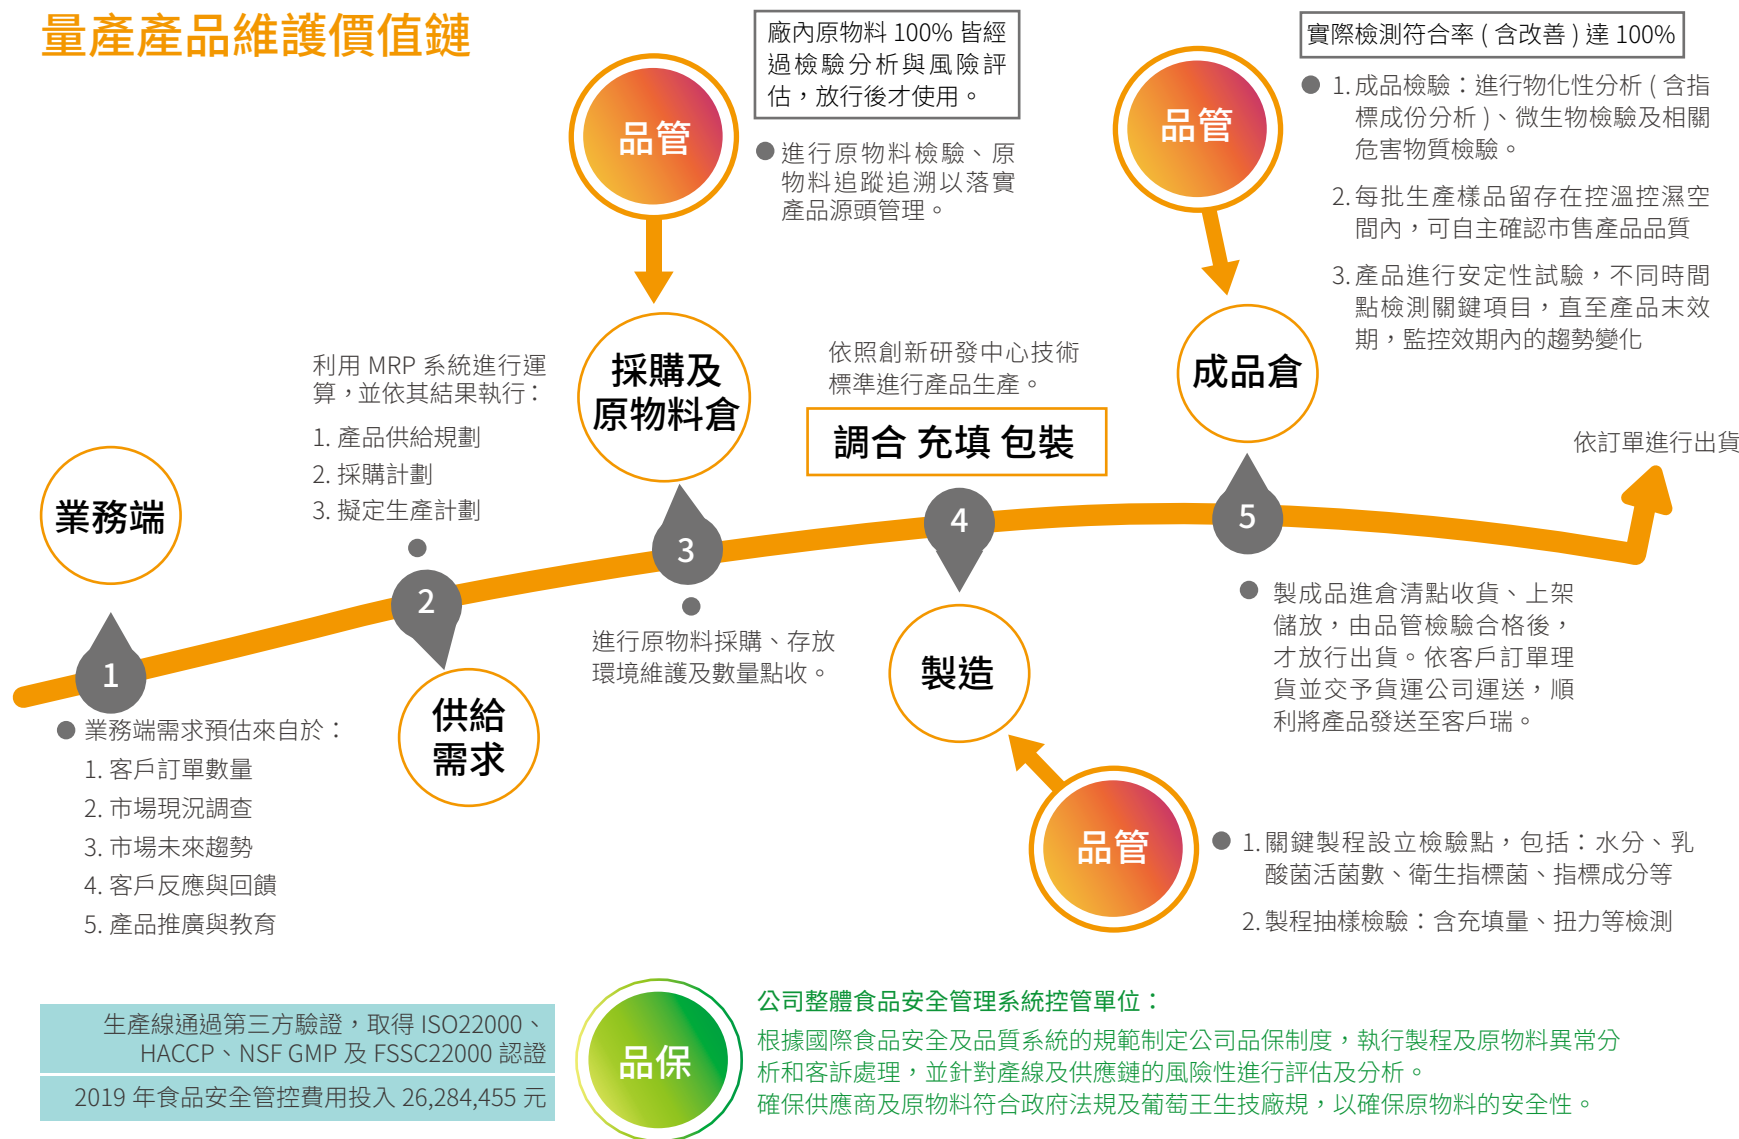 量產產品維護價值鏈
品管
廠內原物料 100% 皆經
過檢驗分析與風險評
估，放行後才使用。
進行原物料檢驗、原
物料追蹤追溯以落實
產品源頭管理。
品管
實際檢測符合率 ( 含改善 ) 達 100%
1. 成品檢驗：進行物化性分析 ( 含指
標成份分析 )、微生物檢驗及相關
危害物質檢驗。
2. 每批生產樣品留存在控溫控濕空
間內，可自主確認市售產品品質
3. 產品進行安定性試驗，不同時間
點檢測關鍵項目，直至產品末效
期，監控效期內的趨勢變化
業務端
1
業務端需求預估來自於：
1. 客戶訂單數量
2. 市場現況調查
3. 市場未來趨勢
4. 客戶反應與回饋
5. 產品推廣與教育
利用 MRP 系統進行運
算，並依其結果執行：
1. 產品供給規劃
2. 採購計劃
3. 擬定生產計劃
2
供給
需求
採購及
原物料倉
3
進行原物料採購、存放
環境維護及數量點收。
依照創新研發中心技術
標準進行產品生產。
調合 充填 包裝
4
製造
品管
1. 關鍵製程設立檢驗點，包括：水分、乳
酸菌活菌數、衛生指標菌、指標成分等
2. 製程抽樣檢驗：含充填量、扭力等檢測
成品倉
5
製成品進倉清點收貨、上架
儲放，由品管檢驗合格後，
才放行出貨。依客戶訂單理
貨並交予貨運公司運送，順
利將產品發送至客戶瑞。
依訂單進行出貨
生產線通過第三方驗證，取得 ISO22000、
HACCP、NSF GMP 及 FSSC22000 認證
2019 年食品安全管控費用投入 26,284,455 元
品保
公司整體食品安全管理系統控管單位：
根據國際食品安全及品質系統的規範制定公司品保制度，執行製程及原物料異常分
析和客訴處理，並針對產線及供應鏈的風險性進行評估及分析。
確保供應商及原物料符合政府法規及葡萄王生技廠規，以確保原物料的安全性。